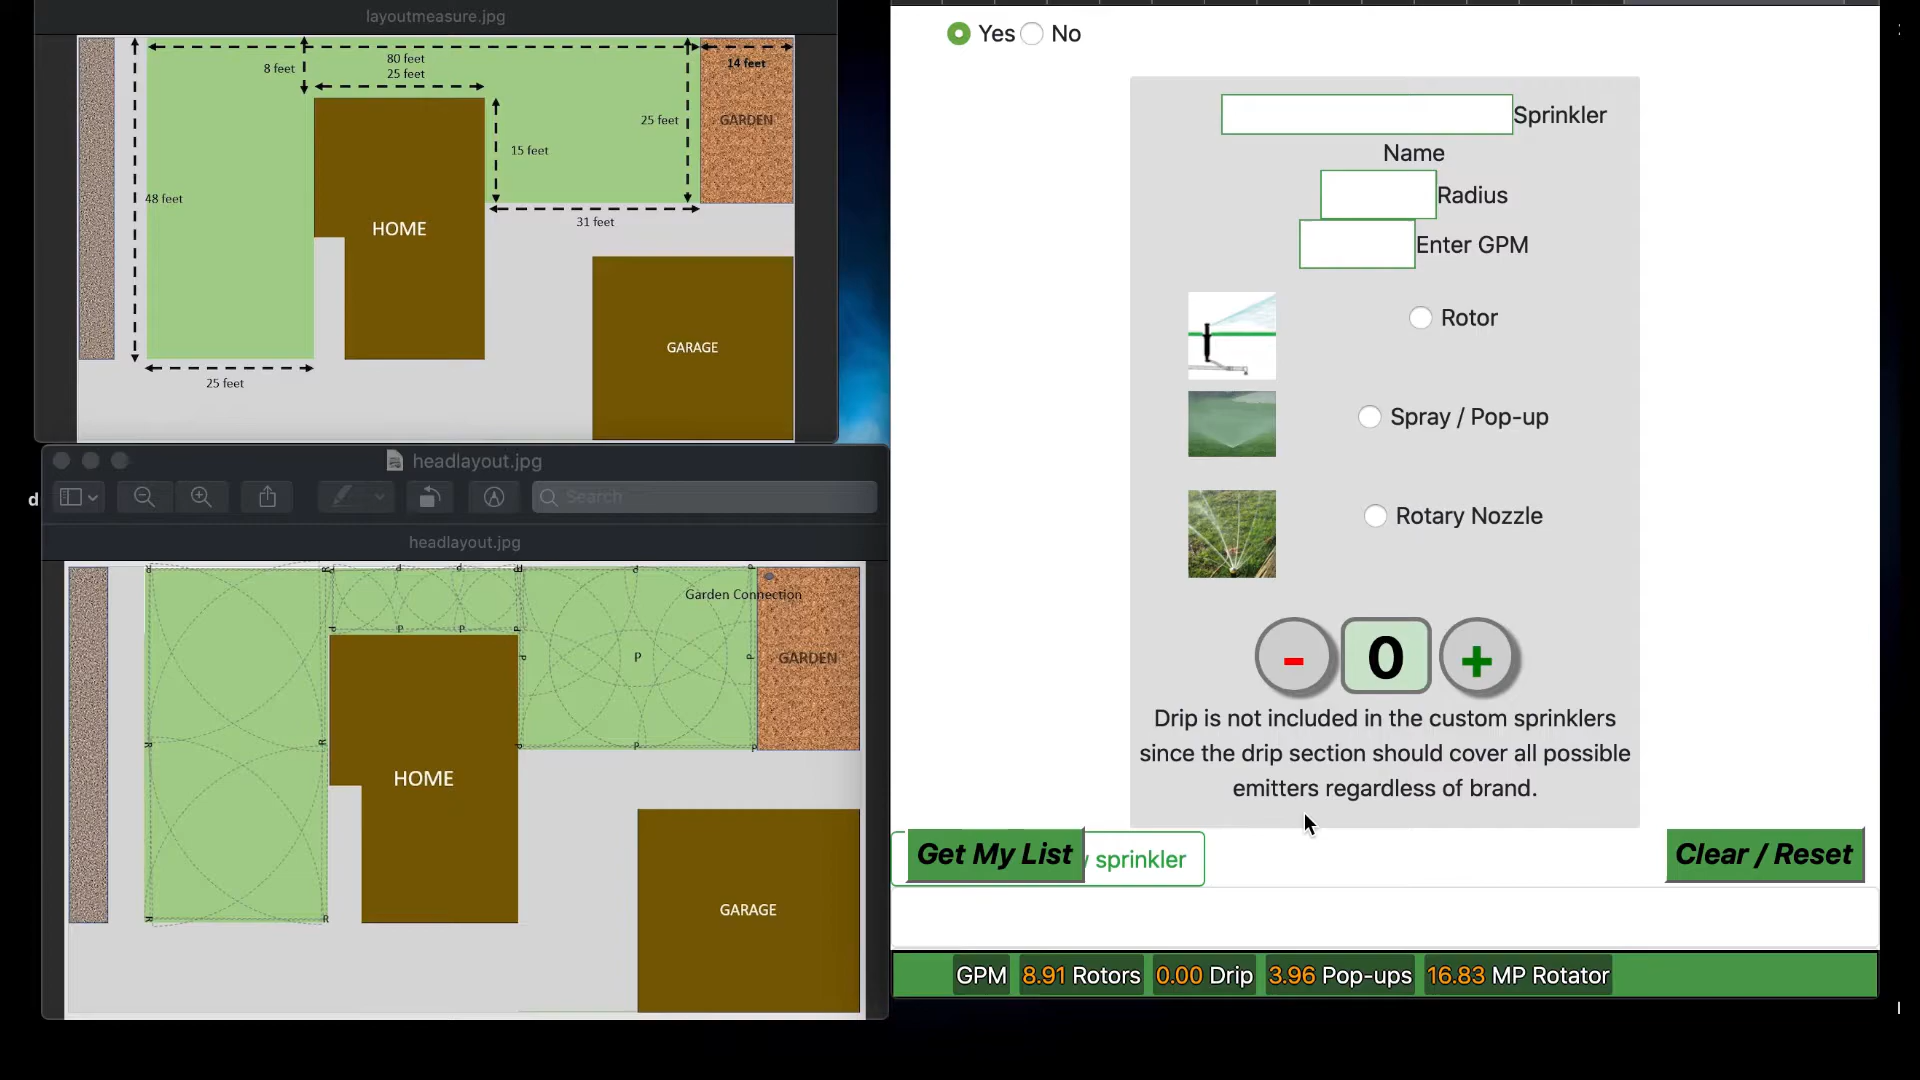 layoutmeasure.jpg
80 feet
8 feet
25 feet
14 feet
25 feet
GARDEN
15 feet
48 feet
HOME
31 feet
GARAGE
25 feet
d
headlayout.jpg
Search
headlayout.jpg
R R P P P P P P
Garden Connection
P P P P
P P P
GARDEN
R R P P P
HOME
R R
GARAGE
Yes No
Sprinkler
Name
Radius
Enter GPM
Rotor
Spray / Pop-up
Rotary Nozzle
- 0 +
Drip is not included in the custom sprinklers
since the drip section should cover all possible
emitters regardless of brand.
Get My List sprinkler Clear / Reset
GPM 8.91 Rotors 0.00 Drip 3.96 Pop-ups 16.83 MP Rotator